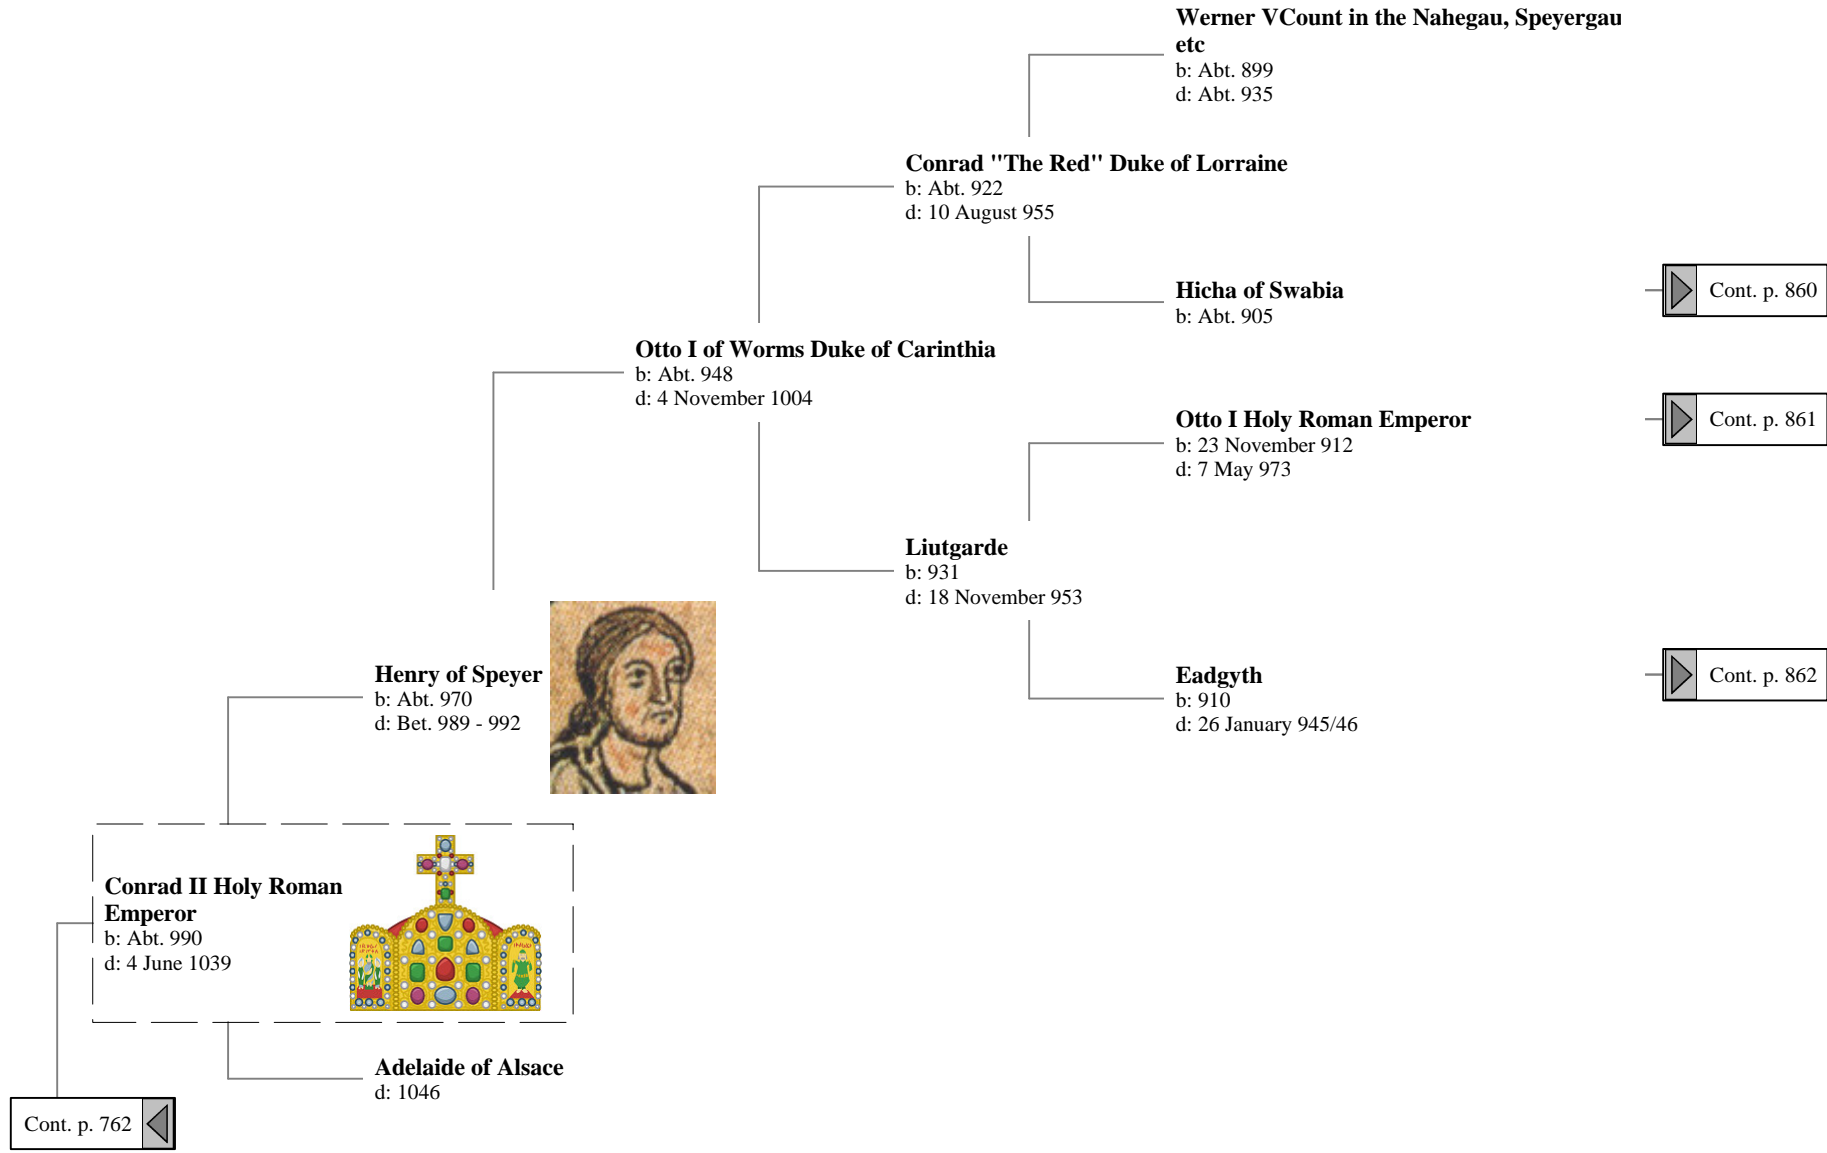 Werner VCount in the Nahegau, Speyergau
etc
b: Abt. 899
d: Abt. 935
Conrad "The Red" Duke of Lorraine
b: Abt. 922
d: 10 August 955
Hicha of Swabia
b: Abt. 905
Cont. p. 860
Otto I of Worms Duke of Carinthia
b: Abt. 948
d: 4 November 1004
Otto I Holy Roman Emperor
b: 23 November 912
d: 7 May 973
Cont. p. 861
Liutgarde
b: 931
d: 18 November 953
Henry of Speyer
b: Abt. 970
d: Bet. 989 - 992
Eadgyth
b: 910
d: 26 January 945/46
Cont. p. 862
Conrad II Holy Roman
Emperor
b: Abt. 990
d: 4 June 1039
Adelaide of Alsace
d: 1046
Cont. p. 762